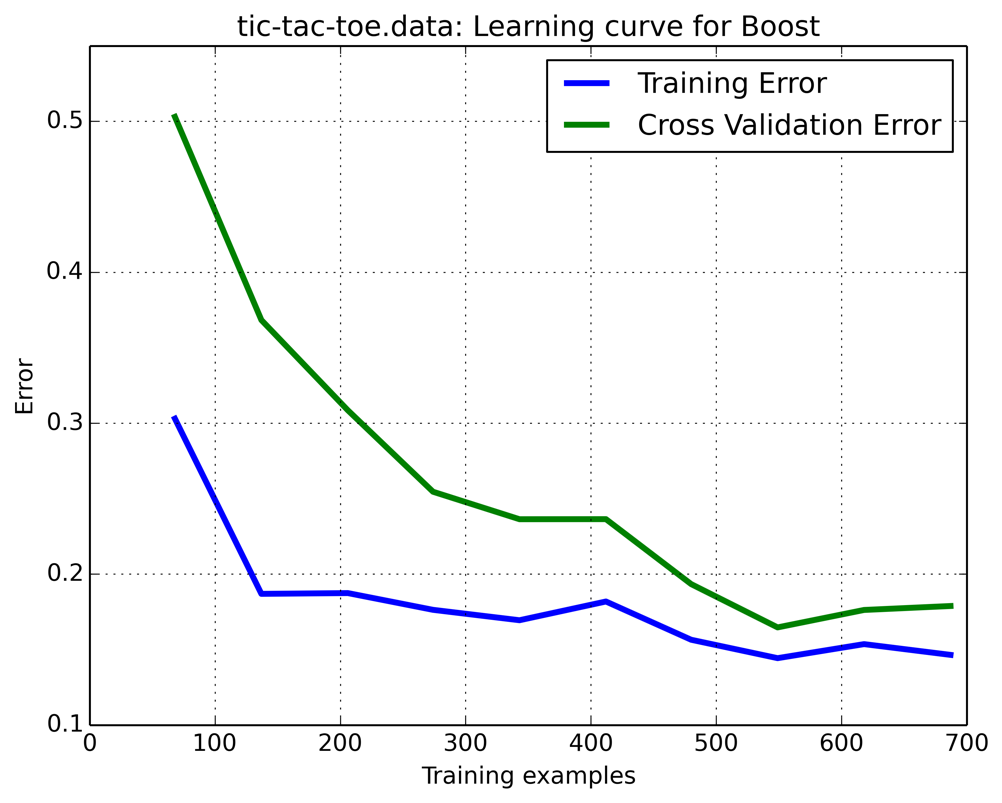 tic-tac-toe.data: Learning curve for Boost
Training Error
Cross Validation Error
0.5
0.4
0.3
0.2
0.1
Error
0 100 200 300 400 500 600 700
Training examples